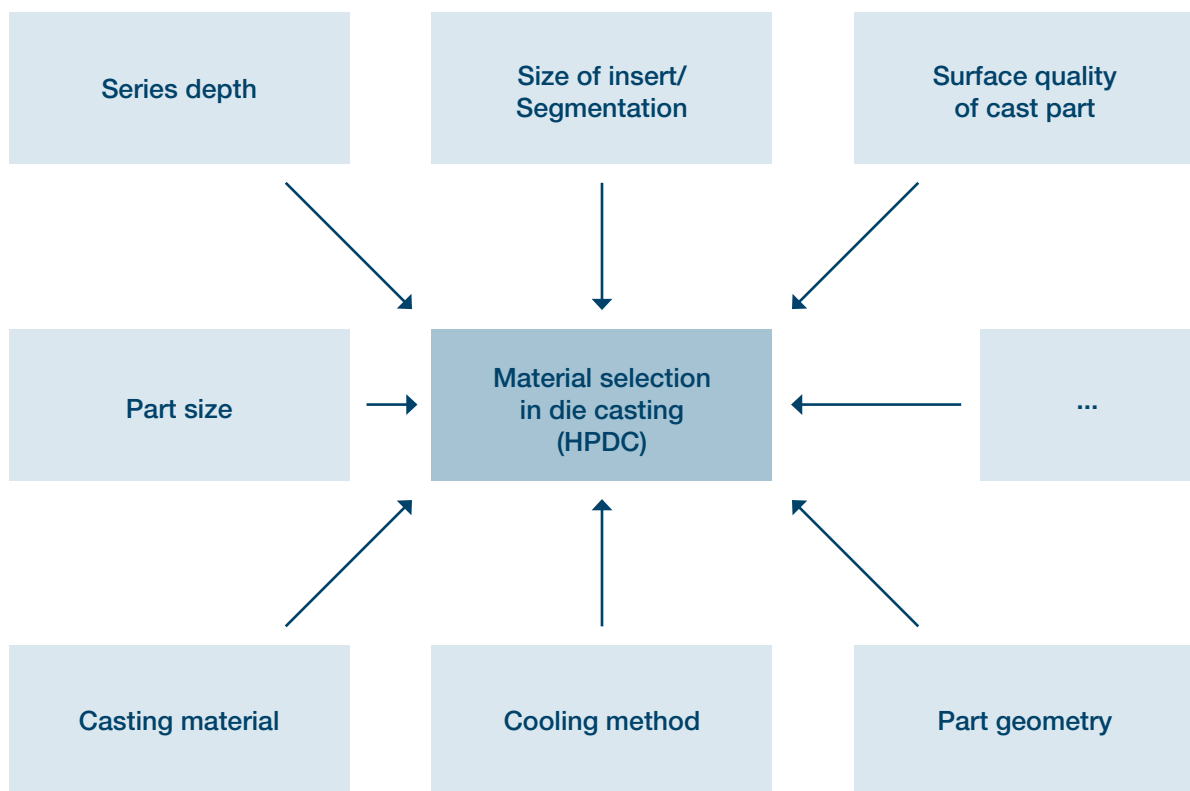 Series depth
Size of insert/
Segmentation
Surface quality
of cast part
Part size
Material selection
in die casting
(HPDC)
...
Casting material
Cooling method
Part geometry